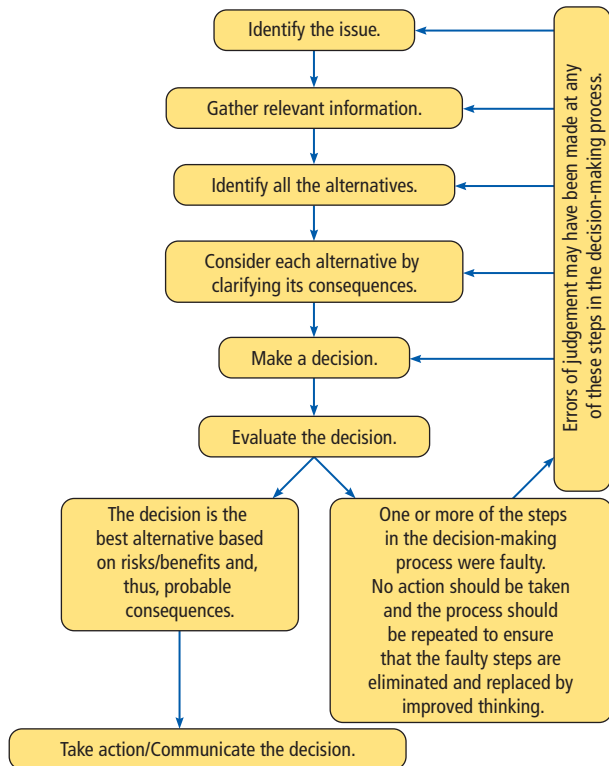 Identify the issue.
Gather relevant information.
Identify all the alternatives.
Consider each alternative by
clarifying its consequences.
Make a decision.
Evaluate the decision.
The decision is the
best alternative based
on risks/benefits and,
thus, probable
consequences.
One or more of the steps
in the decision-making
process were faulty.
No action should be taken
and the process should
be repeated to ensure
that the faulty steps are
eliminated and replaced by
improved thinking.
Take action/Communicate the decision.
Errors of judgement may have been made at any
of these steps in the decision-making process.